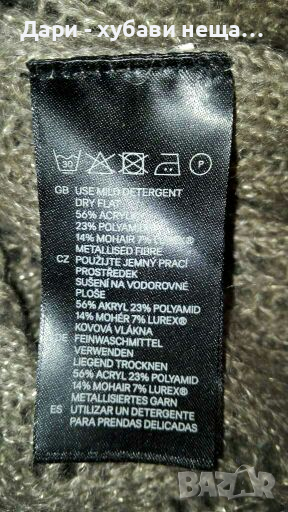 Дари - хубави неща...
30 P
GB USE MILD DETERGENT
DRY FLAT
56% ACRYLIC
23% POLYAMIDE
14% MOHAIR 7% LUREX®
METALLISED FIBRE
CZ POUŽIJTE JEMNÝ PRACÍ
PROSTŘEDEK
SUŠENÍ NA VODOROVNÉ
PLOŠE
56% AKRYL 23% POLYAMID
14% MOHÉR 7% LUREX®
KOVOVÁ VLÁKNA
DE FEINWASCHMITTEL
VERWENDEN
LIEGEND TROCKNEN
56% ACRYL 23% POLYAMID
14% MOHAIR 7% LUREX®
METALLISIERTES GARN
ES UTILIZAR UN DETERGENTE
PARA PRENDAS DELICADAS
BAZAR